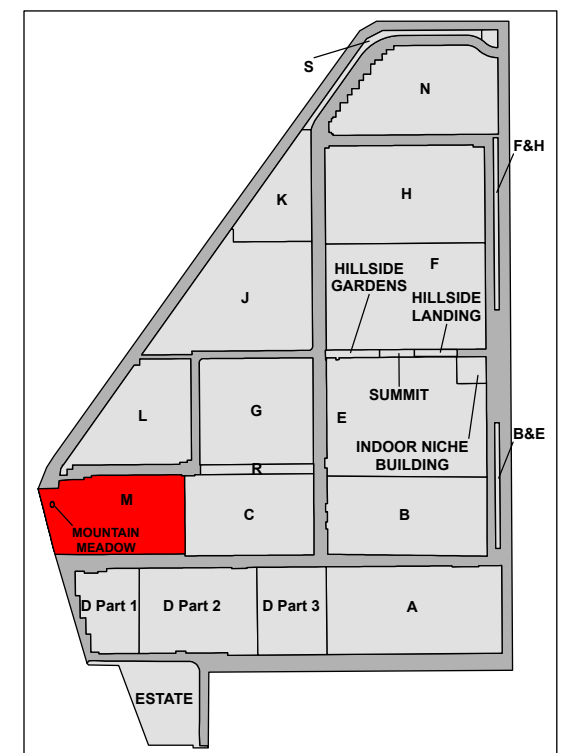 S
N
F&H
K
H
F
HILLSIDE
GARDENS
HILLSIDE
LANDING
J
SUMMIT
G
L
E
INDOOR NICHE
BUILDING
B&E
R
M
C
B
MOUNTAIN
MEADOW
D Part 1
D Part 2
D Part 3
A
ESTATE